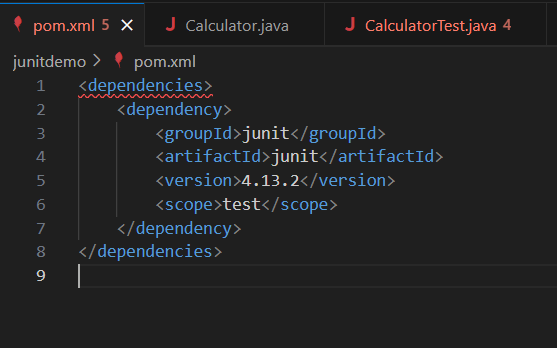 pom.xml 5 Calculator.java CalculatorTest.java 4
junitdemo > pom.xml
1 <dependencies>
2 <dependency>
3 <groupId>junit</groupId>
4 <artifactId>junit</artifactId>
5 <version>4.13.2</version>
6 <scope>test</scope>
7 </dependency>
8 </dependencies>
9